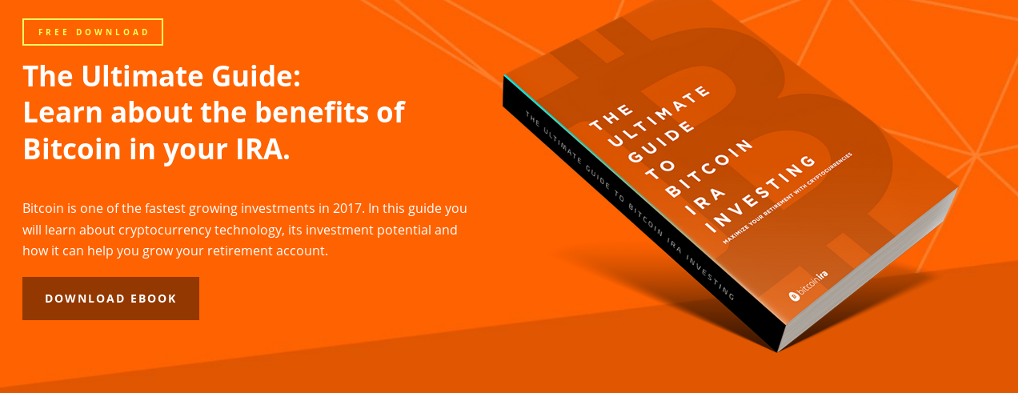 FREE DOWNLOAD
The Ultimate Guide:
Learn about the benefits of
Bitcoin in your IRA.
Bitcoin is one of the fastest growing investments in 2017. In this guide you
will learn about cryptocurrency technology, its investment potential and
how it can help you grow your retirement account.
DOWNLOAD EBOOK
THE
ULTIMATE
GUIDE
TO
BITCOIN
IRA
INVESTING
MAXIMIZE YOUR RETIREMENT WITH CRYPTOCURRENCIES
bitcoinira
THE ULTIMATE GUIDE TO BITCOIN IRA INVESTING